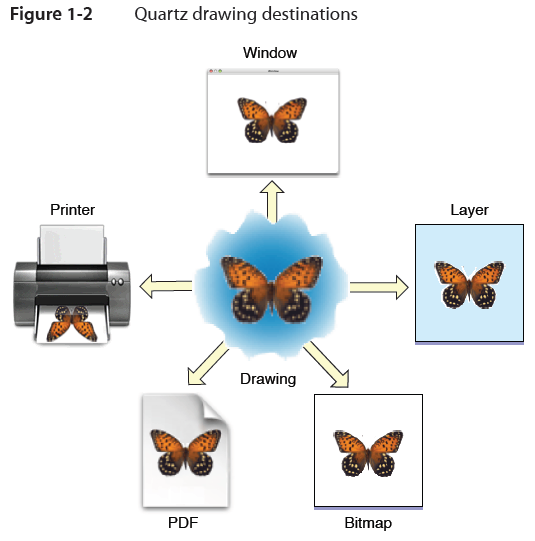 Figure 1-2 Quartz drawing destinations
Window
Printer
Layer
Drawing
PDF
Bitmap